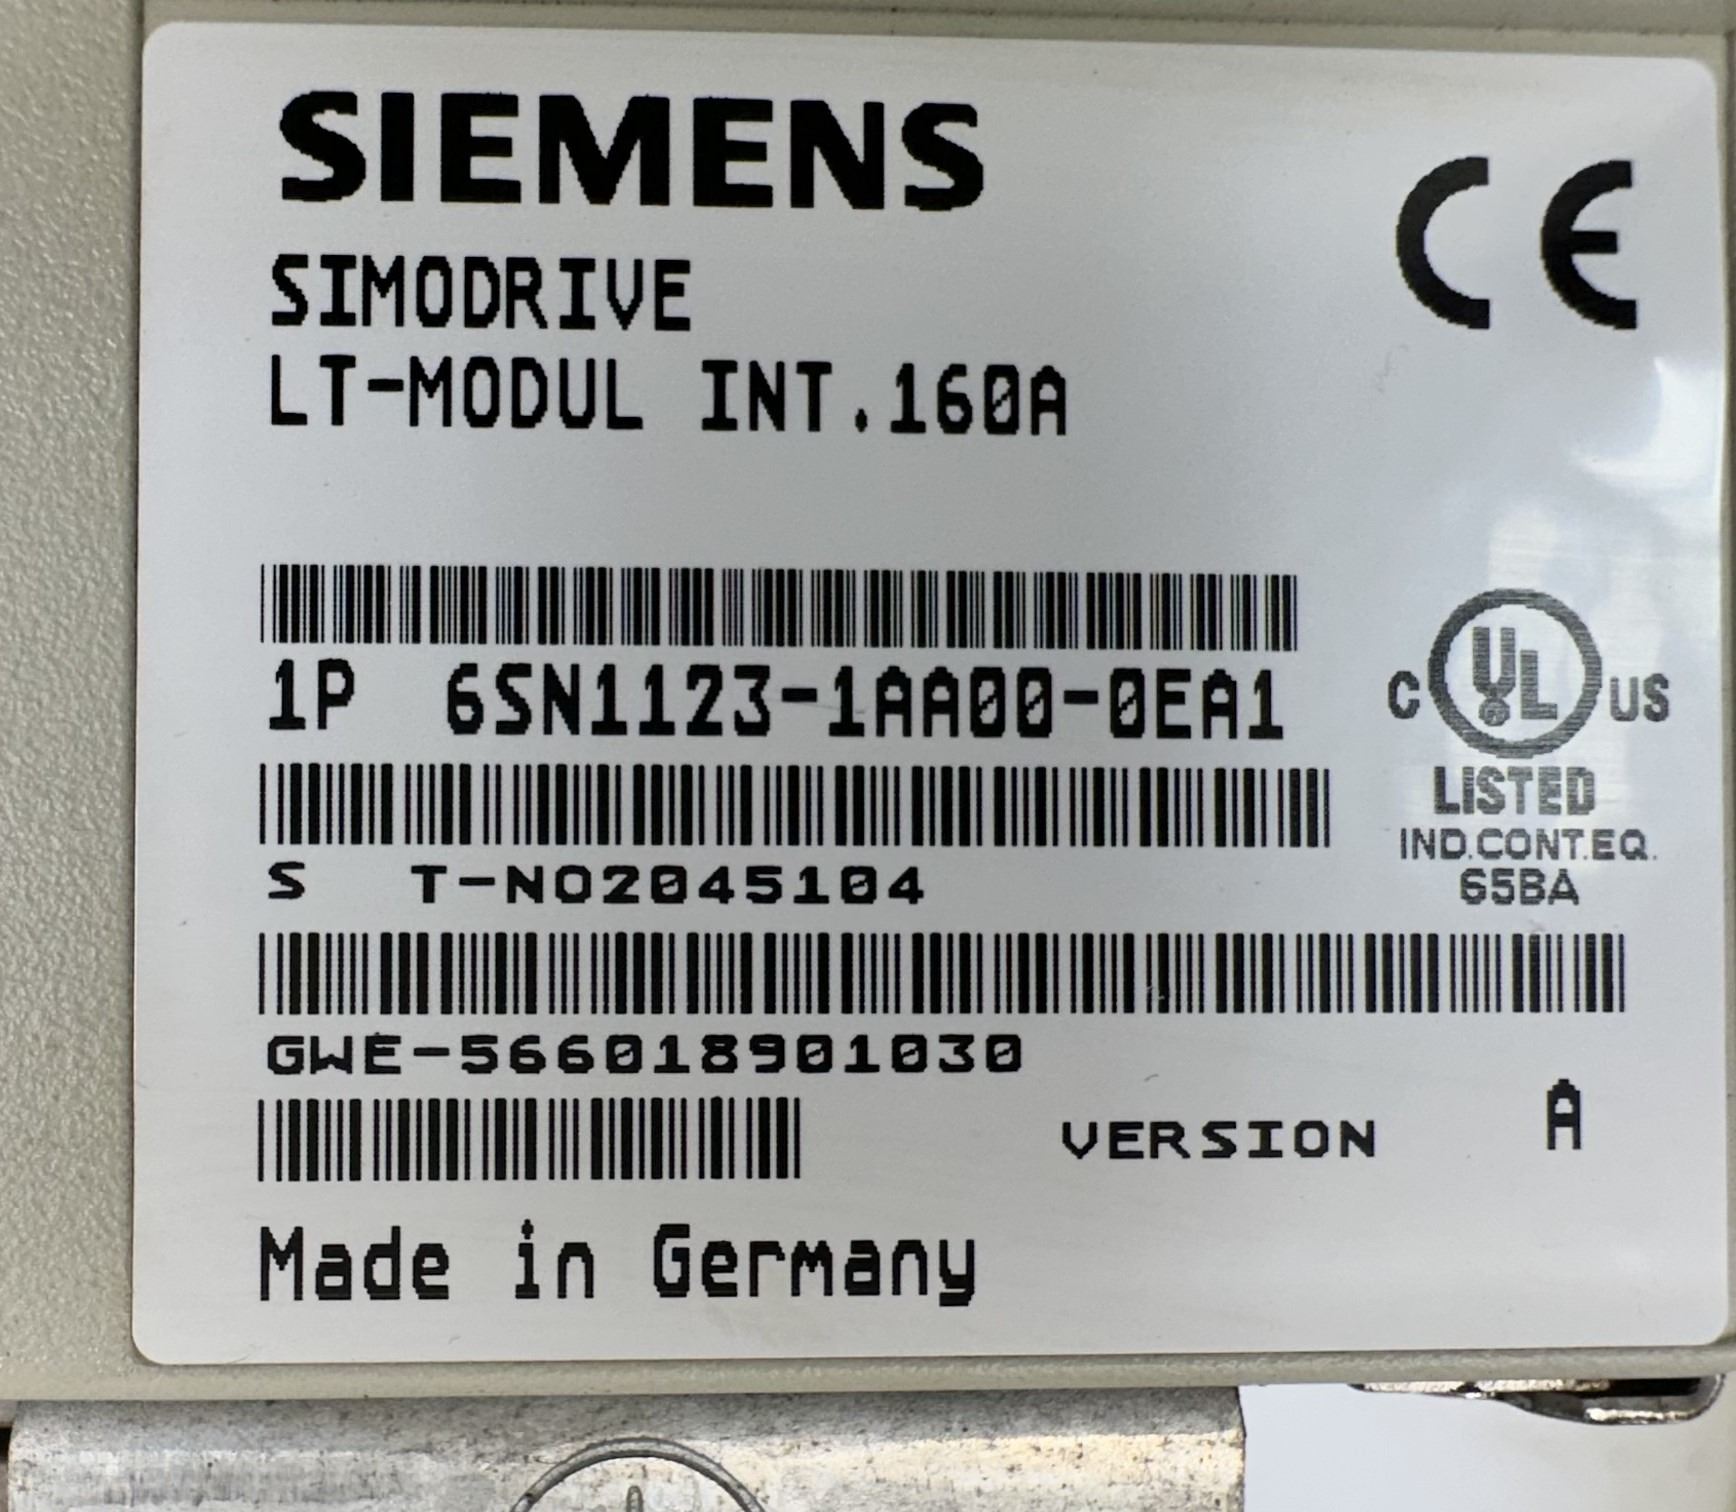 SIEMENS
CE
SIMODRIVE
LT-MODUL INT.160A
1P 6SN1123-1AA00-0EA1
C UL US
LISTED
IND.CONT.EQ.
65BA
S T-NO2045104
GWE-566018901030
VERSION A
Made in Germany